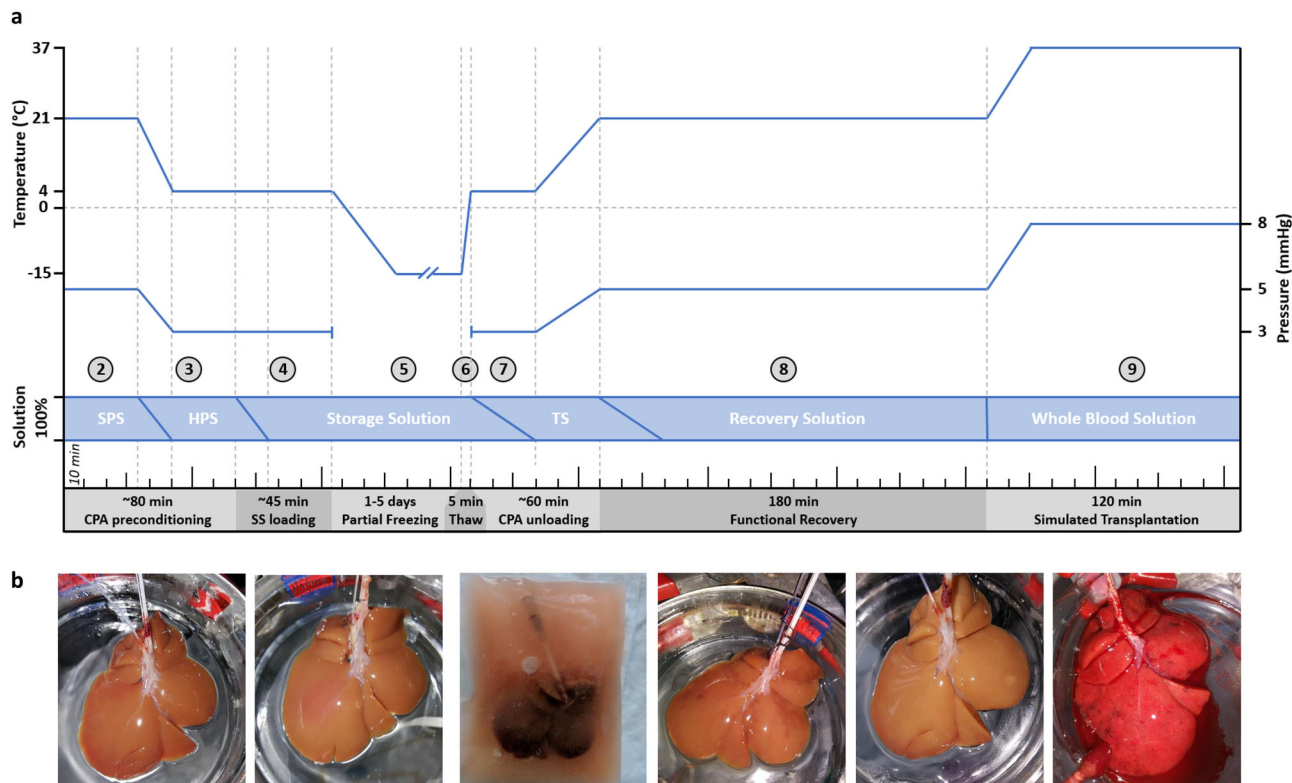 a
37
21
4
0
-15
Temperature (°C)
8
5
3
Pressure (mmHg)
2 3 4 5 6 7 8 9
Solution
100%
SPS HPS Storage Solution TS Recovery Solution Whole Blood Solution
10 min
~80 min ~45 min 1-5 days 5 min ~60 min 180 min 120 min
CPA preconditioning SS loading Partial Freezing Thaw CPA unloading Functional Recovery Simulated Transplantation
b